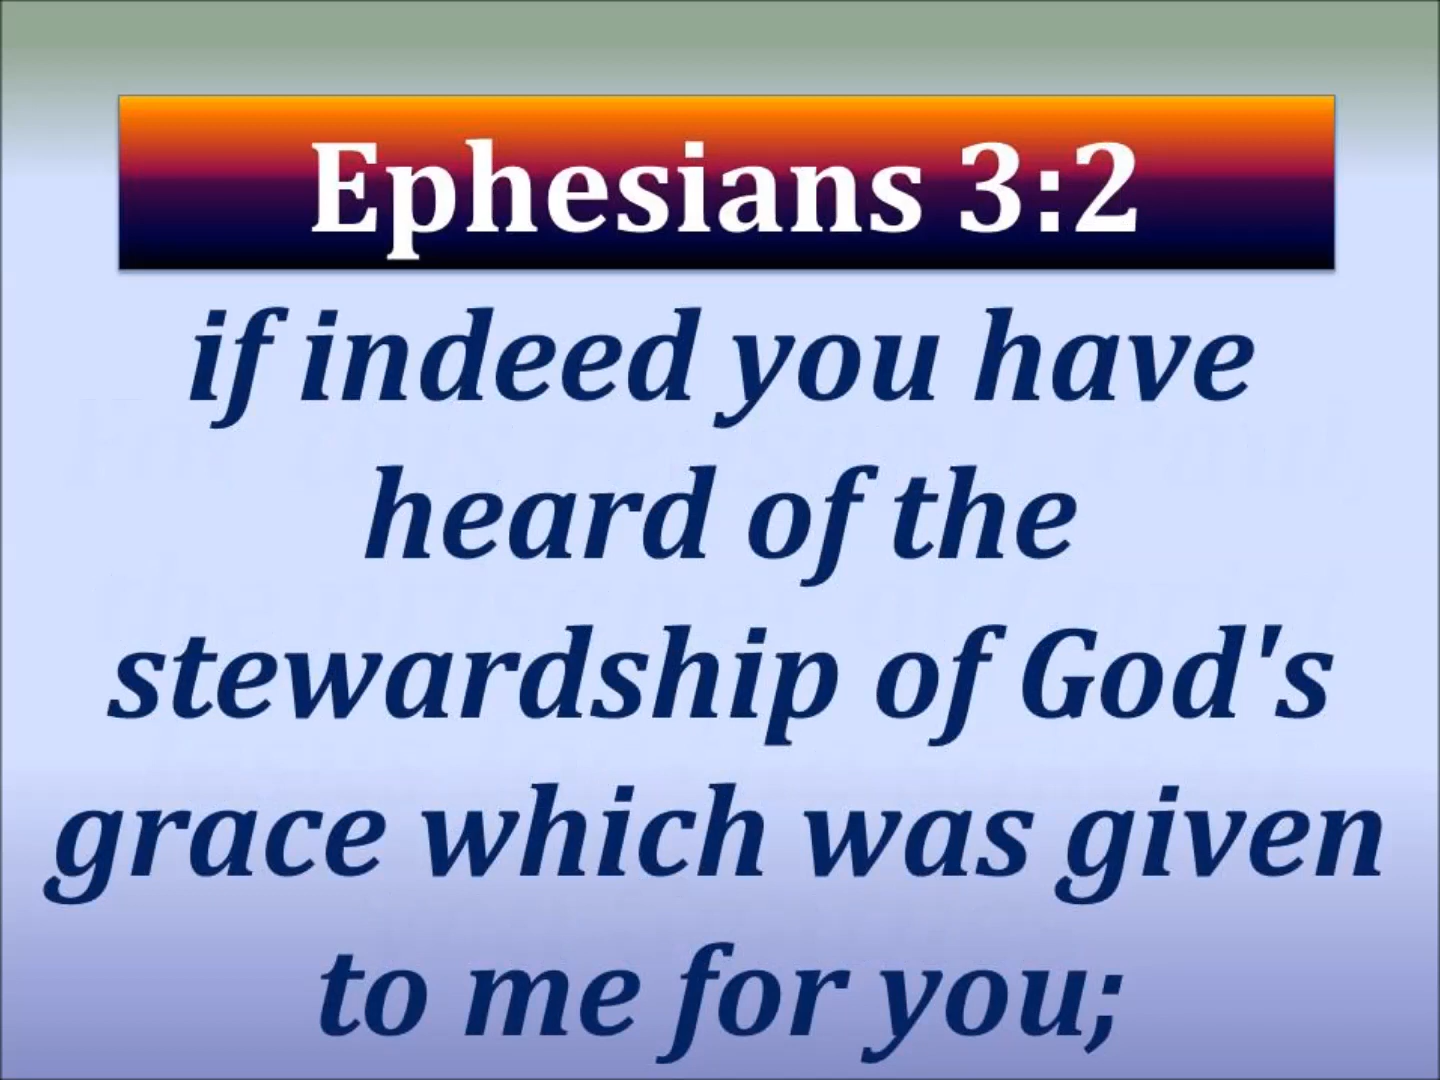 Ephesians 3:2
if indeed you have
heard of the
stewardship of God's
grace which was given
to me for you;